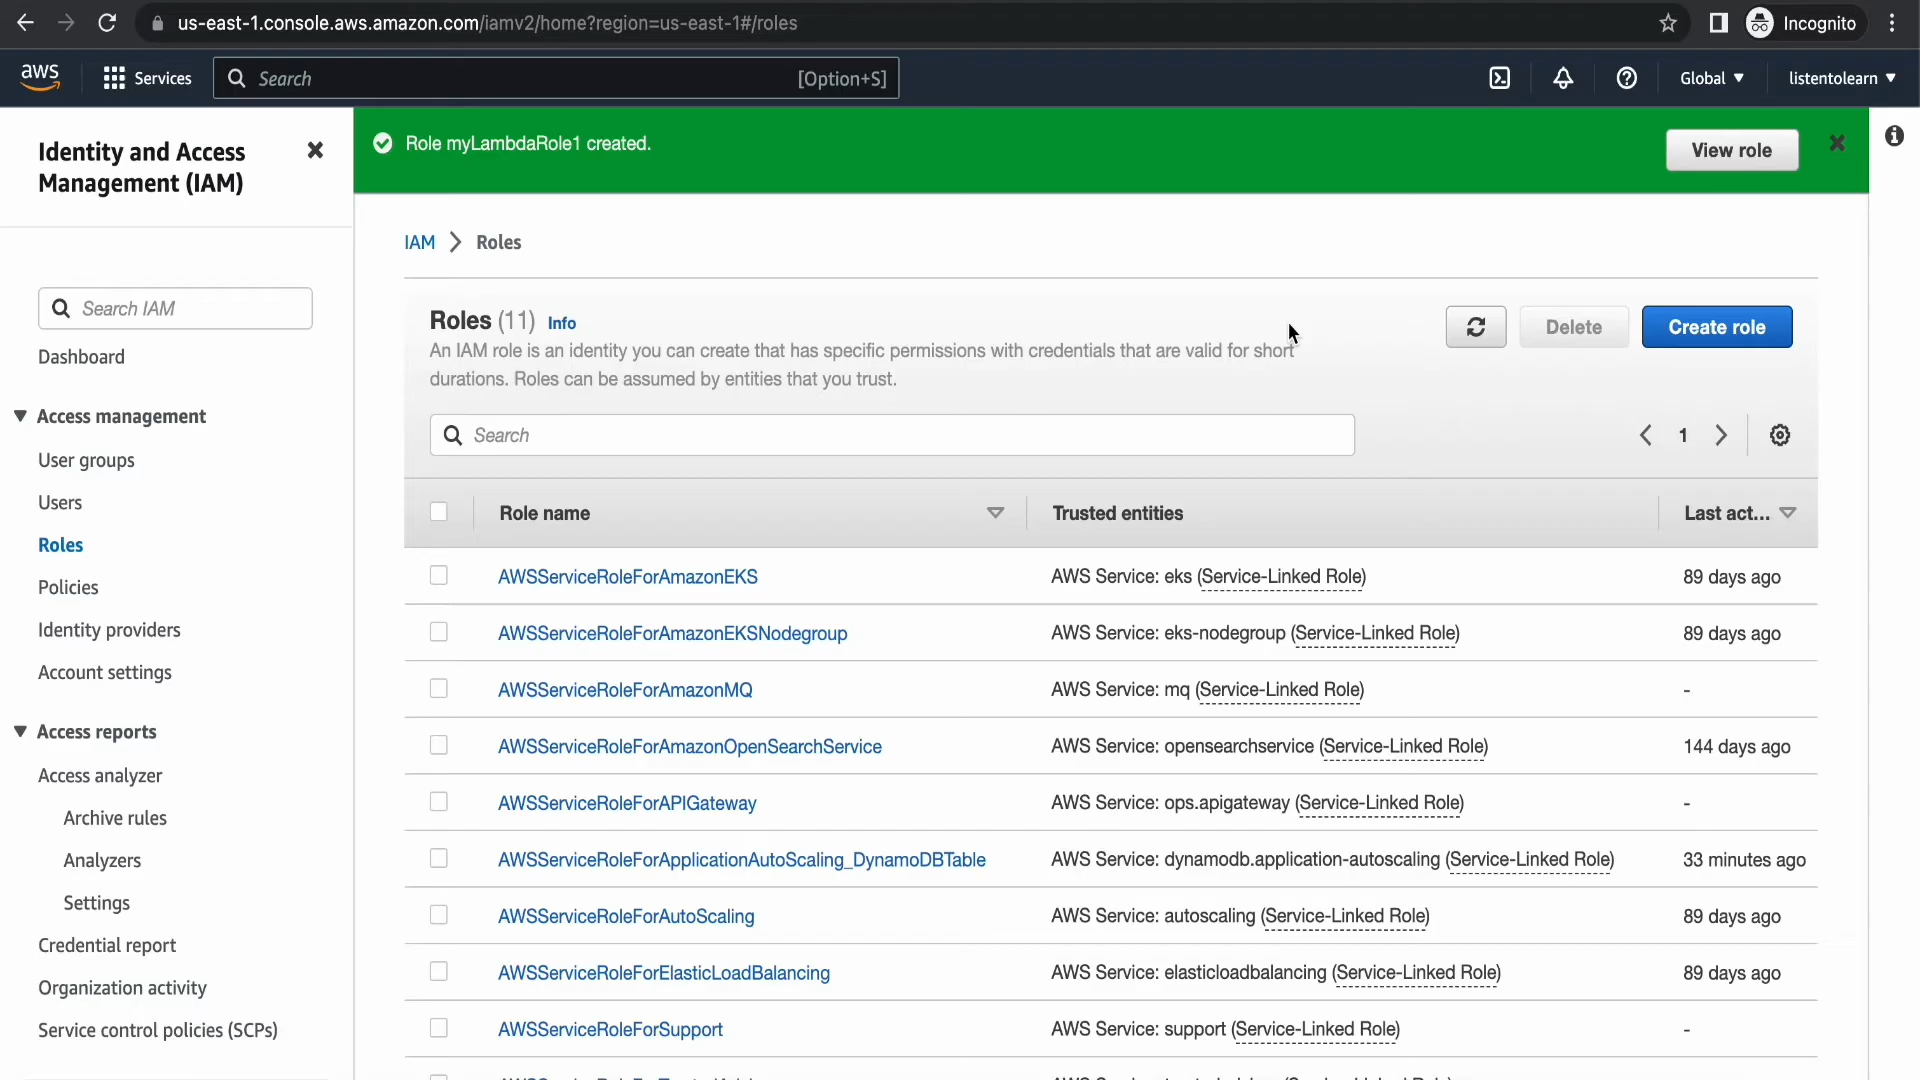 us-east-1.console.aws.amazon.com/iamv2/home?region=us-east-1#/roles
Incognito
aws
Services
Search
[Option+S]
Global
listentolearn
Identity and Access
Management (IAM)
Role myLambdaRole1 created.
View role
Search IAM
Dashboard
Access management
User groups
Users
Roles
Policies
Identity providers
Account settings
Access reports
Access analyzer
Archive rules
Analyzers
Settings
Credential report
Organization activity
Service control policies (SCPs)
IAM > Roles
Roles (11) Info
An IAM role is an identity you can create that has specific permissions with credentials that are valid for short
durations. Roles can be assumed by entities that you trust.
Delete
Create role
Search
1
Role name Trusted entities Last act...
AWSServiceRoleForAmazonEKS AWS Service: eks (Service-Linked Role) 89 days ago
AWSServiceRoleForAmazonEKSNodegroup AWS Service: eks-nodegroup (Service-Linked Role) 89 days ago
AWSServiceRoleForAmazonMQ AWS Service: mq (Service-Linked Role) -
AWSServiceRoleForAmazonOpenSearchService AWS Service: opensearchservice (Service-Linked Role) 144 days ago
AWSServiceRoleForAPIGateway AWS Service: ops.apigateway (Service-Linked Role) -
AWSServiceRoleForApplicationAutoScaling_DynamoDBTable AWS Service: dynamodb.application-autoscaling (Service-Linked Role) 33 minutes ago
AWSServiceRoleForAutoScaling AWS Service: autoscaling (Service-Linked Role) 89 days ago
AWSServiceRoleForElasticLoadBalancing AWS Service: elasticloadbalancing (Service-Linked Role) 89 days ago
AWSServiceRoleForSupport AWS Service: support (Service-Linked Role) -